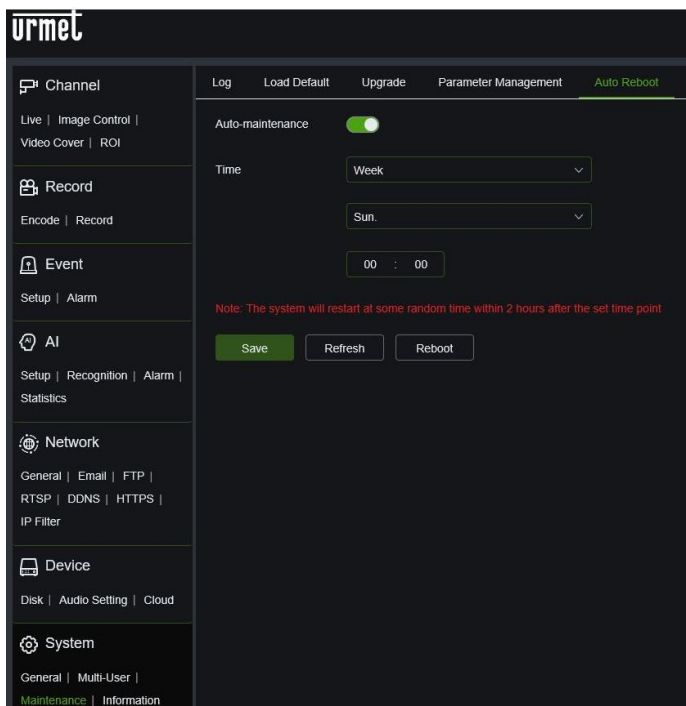 urmet
Channel
Live | Image Control |
Video Cover | ROI
Record
Encode | Record
Event
Setup | Alarm
AI
AI
Setup | Recognition | Alarm |
Statistics
Network
General | Email | FTP |
RTSP | DDNS | HTTPS |
IP Filter
Device
Disk | Audio Setting | Cloud
System
General | Multi-User |
Maintenance | Information
Log Load Default Upgrade Parameter Management Auto Reboot
Auto-maintenance
Time Week
Sun.
00 : 00
Note: The system will restart at some random time within 2 hours after the set time point
Save Refresh Reboot